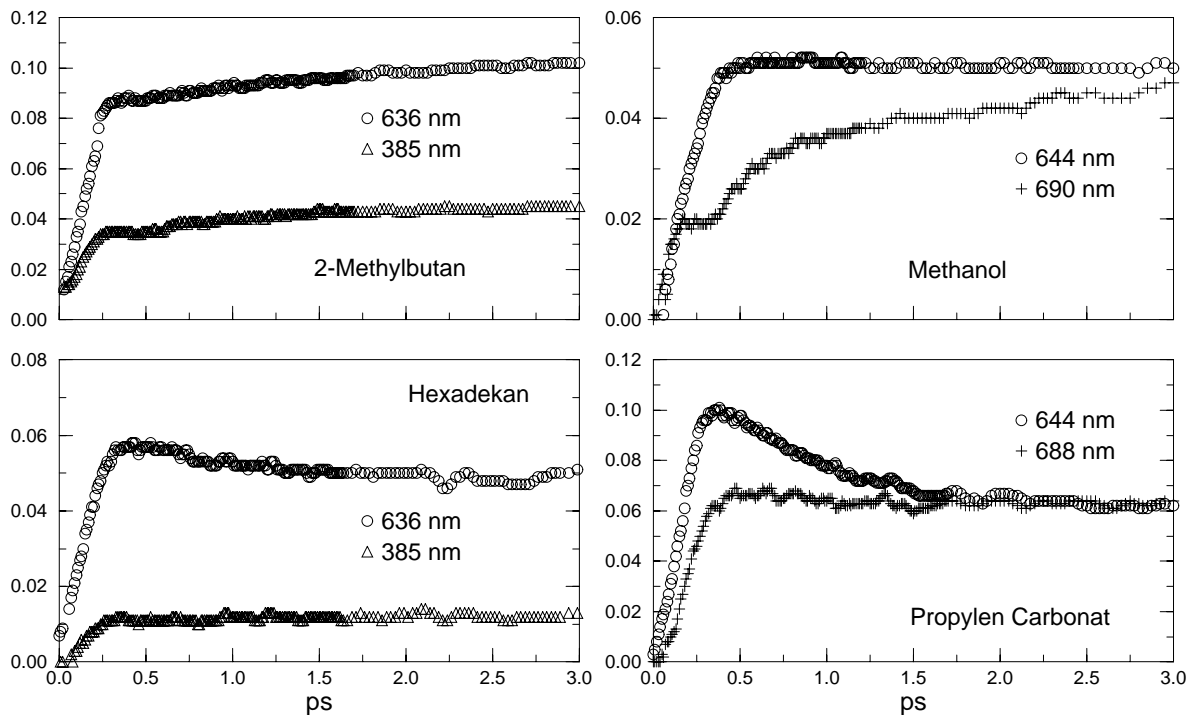 0.12
0.10
0.08
0.06
0.04
0.02
0.00
636 nm
385 nm
2-Methylbutan
0.06
0.04
0.02
0.00
644 nm
690 nm
Methanol
0.08
0.06
0.04
0.02
0.00
Hexadekan
636 nm
385 nm
0.0 0.5 1.0 1.5 2.0 2.5 3.0
ps
0.12
0.10
0.08
0.06
0.04
0.02
0.00
644 nm
688 nm
Propylen Carbonat
0.0 0.5 1.0 1.5 2.0 2.5 3.0
ps